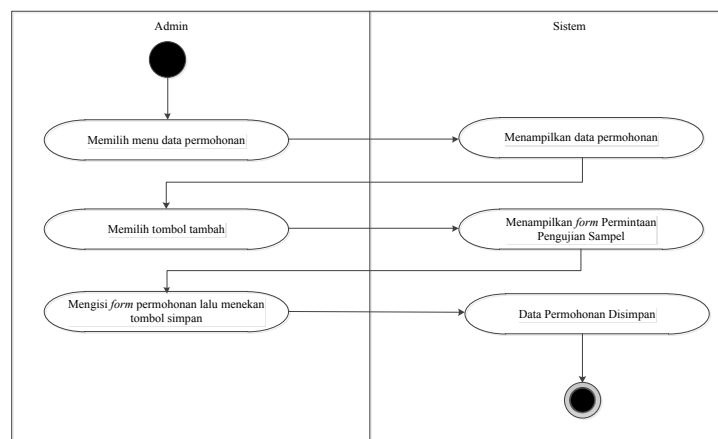 Admin
Sistem
Memilih menu data permohonan
Menampilkan data permohonan
Memilih tombol tambah
Menampilkan form Permintaan
Pengujian Sampel
Mengisi form permohonan lalu menekan
tombol simpan
Data Permohonan Disimpan